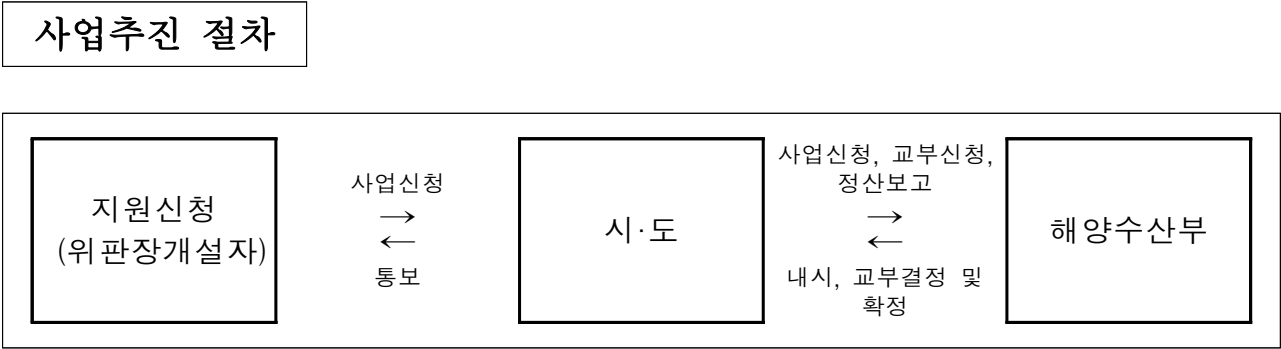 사업추진 절차
지원신청
(위판장개설자)
사업신청
→
←
통보
시·도
사업신청, 교부신청,
정산보고
→
←
내시, 교부결정 및
확정
해양수산부